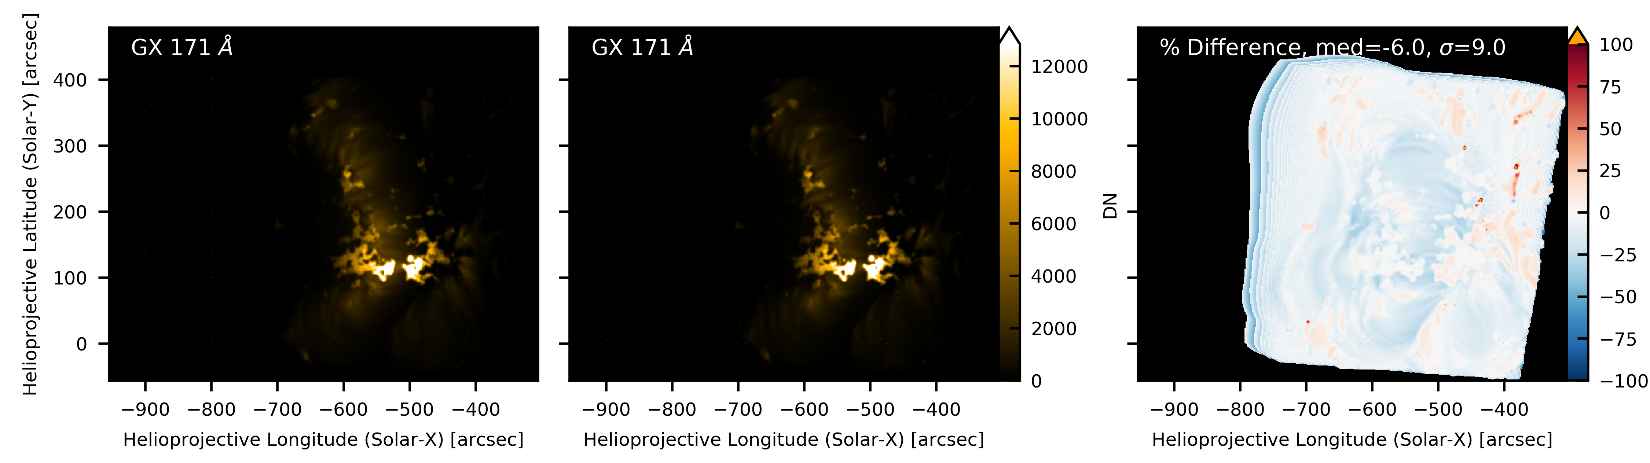 Helioprojective Latitude (Solar-Y) [arcsec]
400
300
200
100
0
GX 171 Å
−900 −800 −700 −600 −500 −400
Helioprojective Longitude (Solar-X) [arcsec]
GX 171 Å
−900 −800 −700 −600 −500 −400
Helioprojective Longitude (Solar-X) [arcsec]
12000
10000
8000
6000
4000
2000
0
DN
% Difference, med=-6.0, σ=9.0
−900 −800 −700 −600 −500 −400
Helioprojective Longitude (Solar-X) [arcsec]
100
75
50
25
0
−25
−50
−75
−100